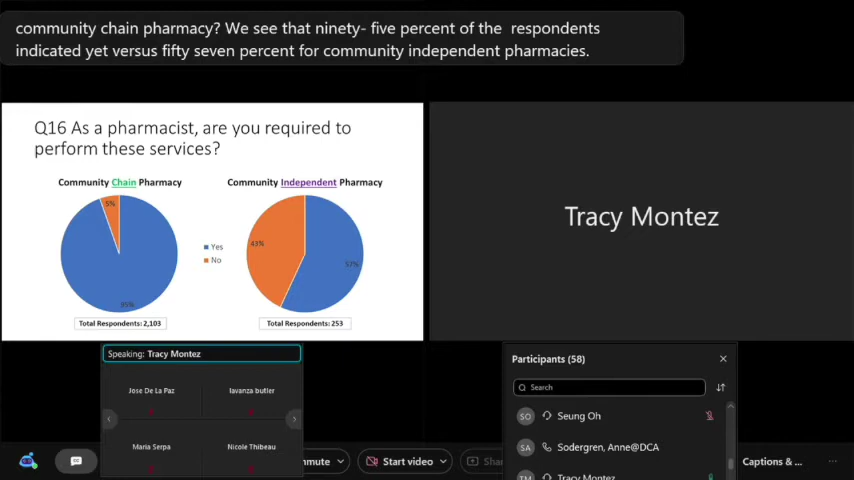 community chain pharmacy? We see that ninety- five percent of the respondents
indicated yet versus fifty seven percent for community independent pharmacies.
Q16 As a pharmacist, are you required to
perform these services?
Community Chain Pharmacy
Community Independent Pharmacy
5%
95%
Yes
No
43%
57%
Total Respondents: 2,103
Total Respondents: 253
Tracy Montez
Speaking: Tracy Montez
Jose De La Paz
lavanza butler
Maria Serpa
Nicole Thibeau
Participants (58)
Search
SO
Seung Oh
SA
Sodergren, Anne@DCA
TM
Tracy Montez
mute
Start video
Shar
Captions & ...